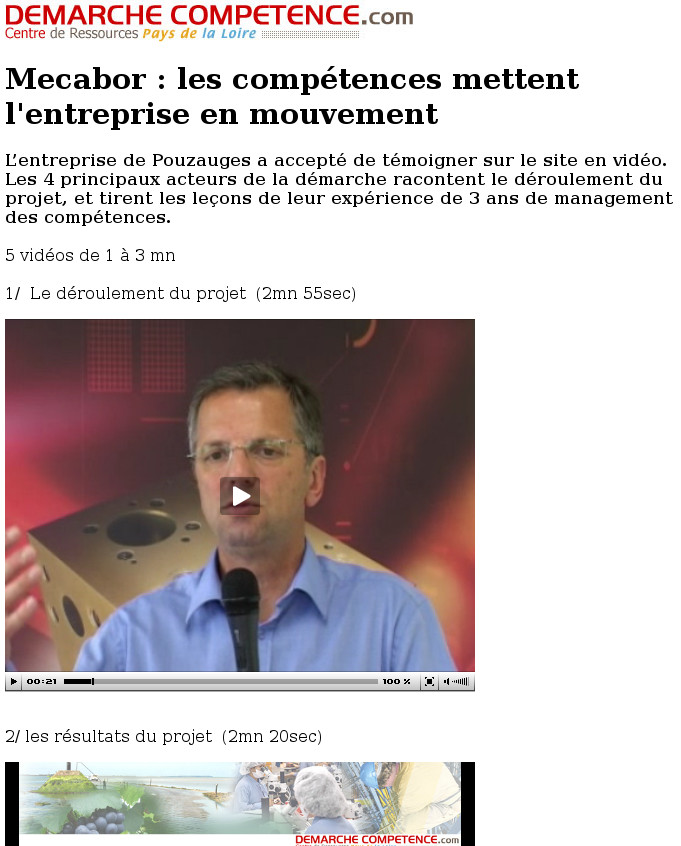 DEMARCHE COMPETENCE.com
Centre de Ressources Pays de la Loire
Mecabor : les compétences mettent
l'entreprise en mouvement
L’entreprise de Pouzauges a accepté de témoigner sur le site en vidéo.
Les 4 principaux acteurs de la démarche racontent le déroulement du
projet, et tirent les leçons de leur expérience de 3 ans de management
des compétences.
5 vidéos de 1 à 3 mn
1/ Le déroulement du projet (2mn 55sec)
00:21 100 %
2/ les résultats du projet (2mn 20sec)
DEMARCHE COMPETENCE.com